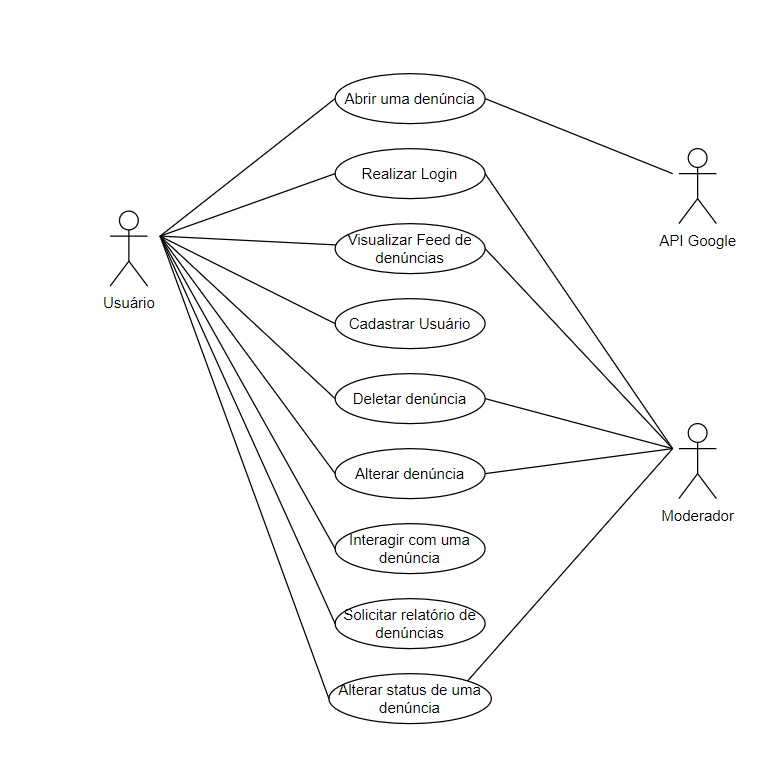 Abrir uma denúncia
Realizar Login
API Google
Visualizar Feed de
denúncias
Usuário
Cadastrar Usuário
Deletar denúncia
Alterar denúncia
Moderador
Interagir com uma
denúncia
Solicitar relatório de
denúncias
Alterar status de uma
denúncia